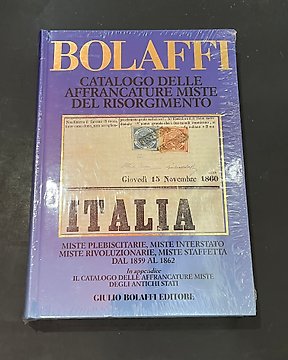 BOLAFFI
CATALOGO DELLE
AFFRANCATURE MISTE
DEL RISORGIMENTO
Giovedì 15 Novembre 1860
ITALIA
MISTE PLEBISCITARIE, MISTE INTERSTATO
MISTE RIVOLUZIONARIE, MISTE STAFFETTA
DAL 1859 AL 1862
In appendice
IL CATALOGO DELLE AFFRANCATURE MISTE
DEGLI ANTICHI STATI
GIULIO BOLAFFI EDITORE